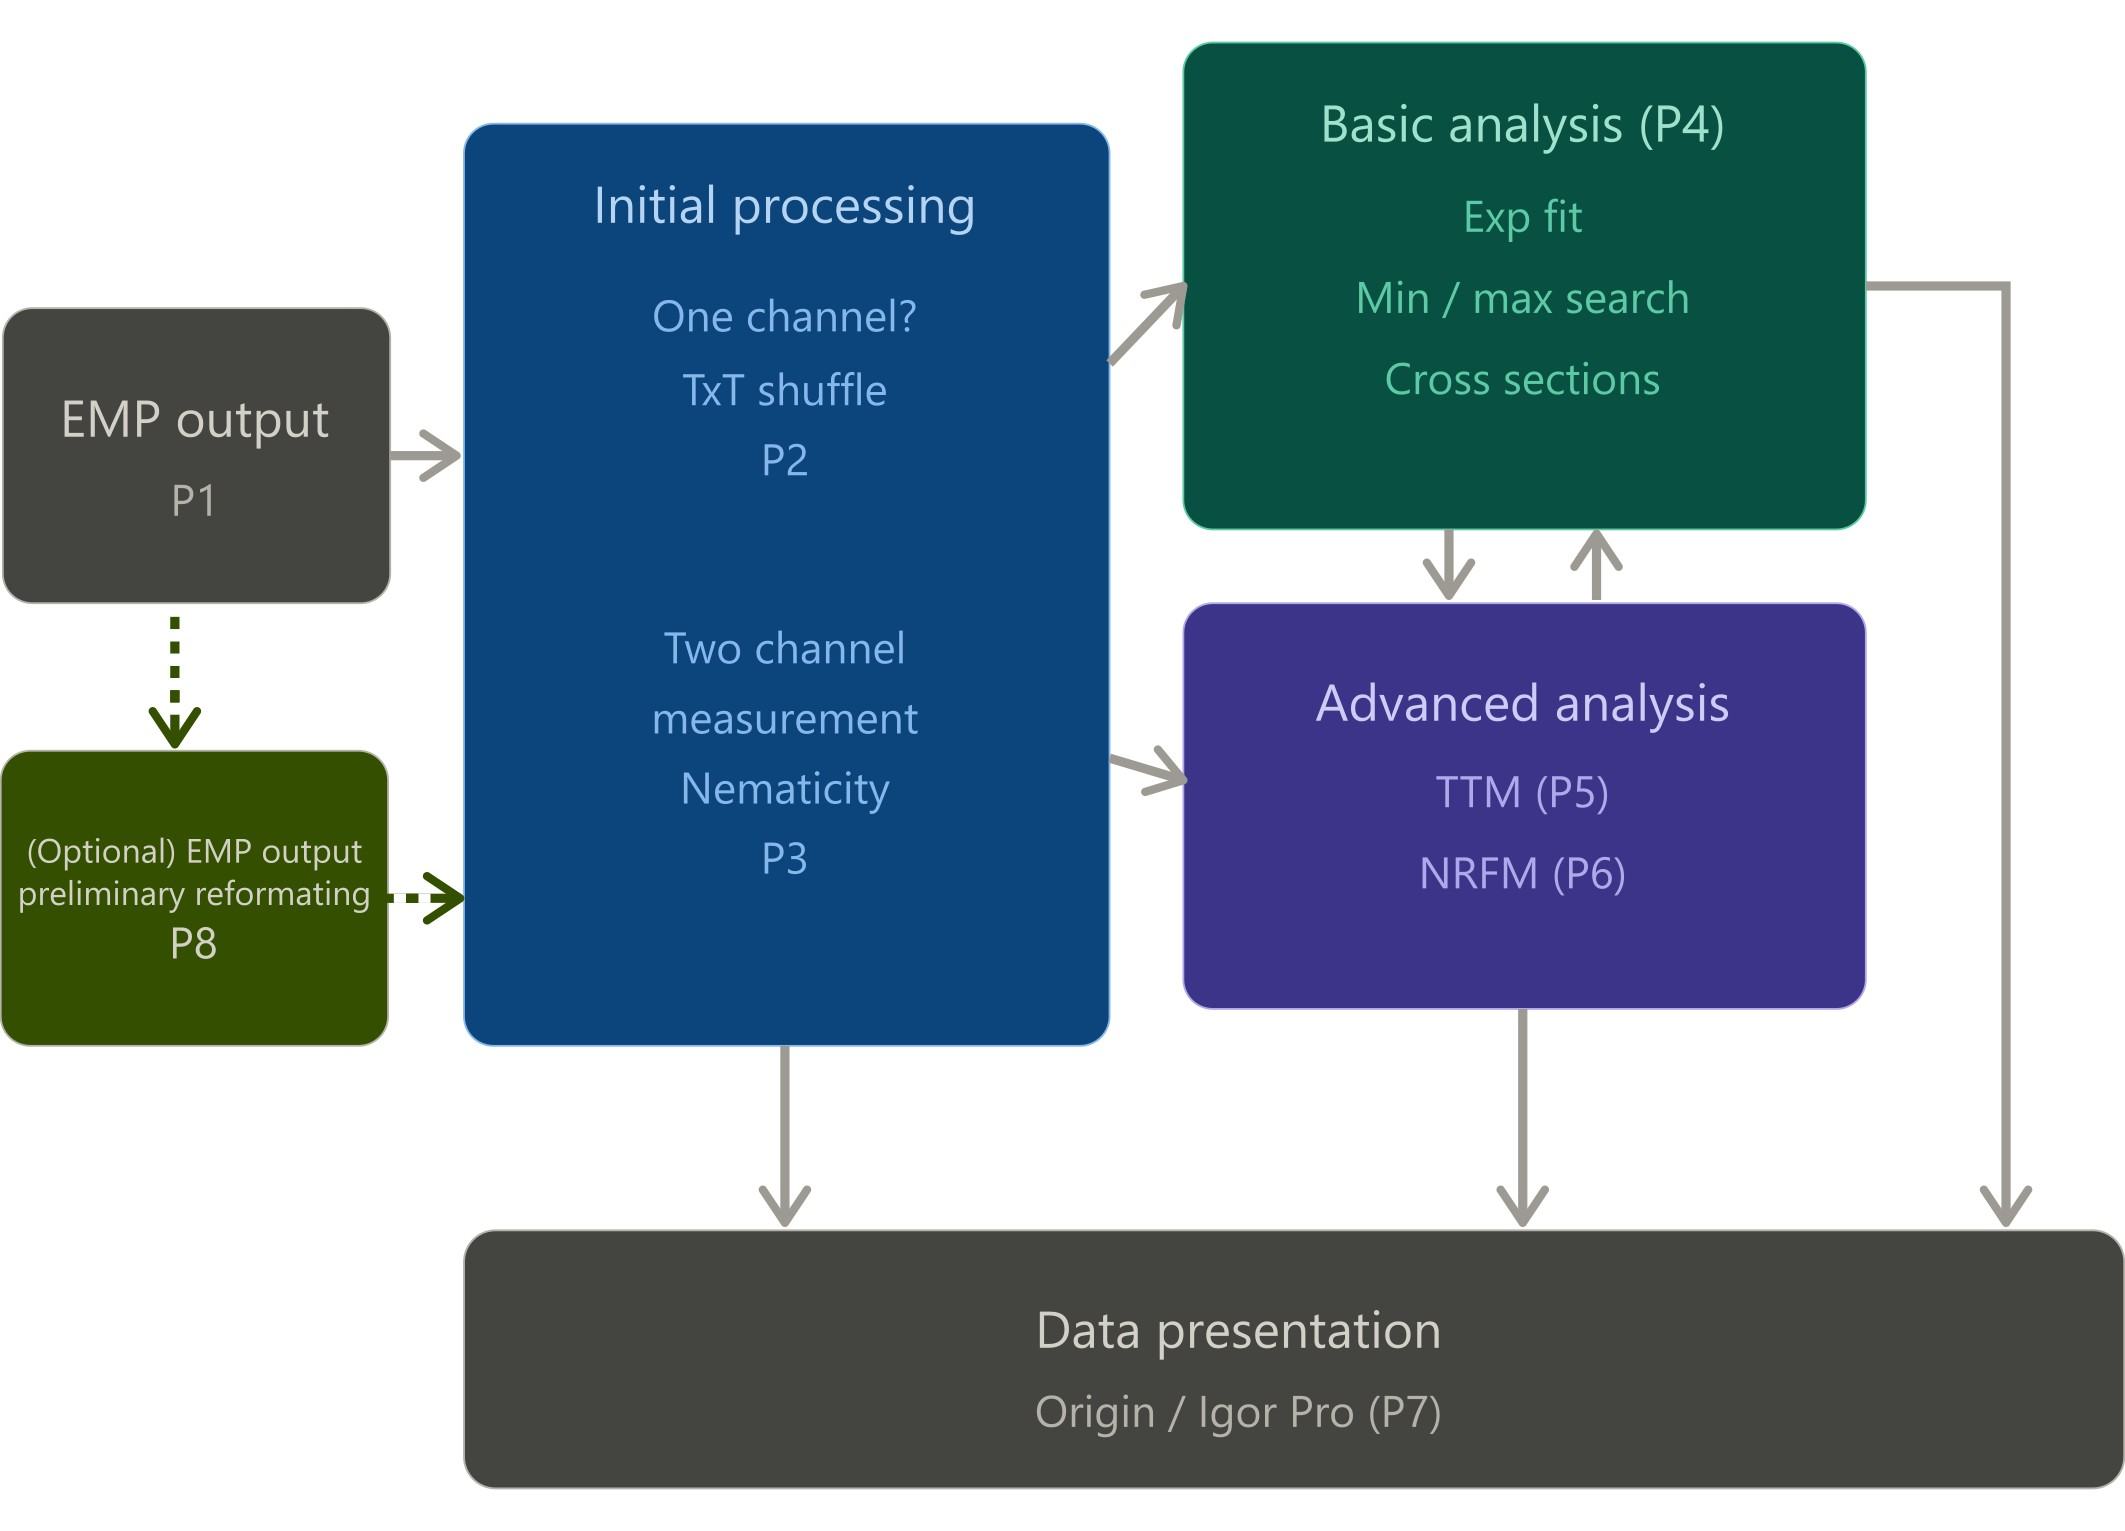 EMP output
P1
(Optional) EMP output
preliminary reformating
P8
Initial processing
One channel?
TxT shuffle
P2
Two channel
measurement
Nematicity
P3
Basic analysis (P4)
Exp fit
Min / max search
Cross sections
Advanced analysis
TTM (P5)
NRFM (P6)
Data presentation
Origin / Igor Pro (P7)